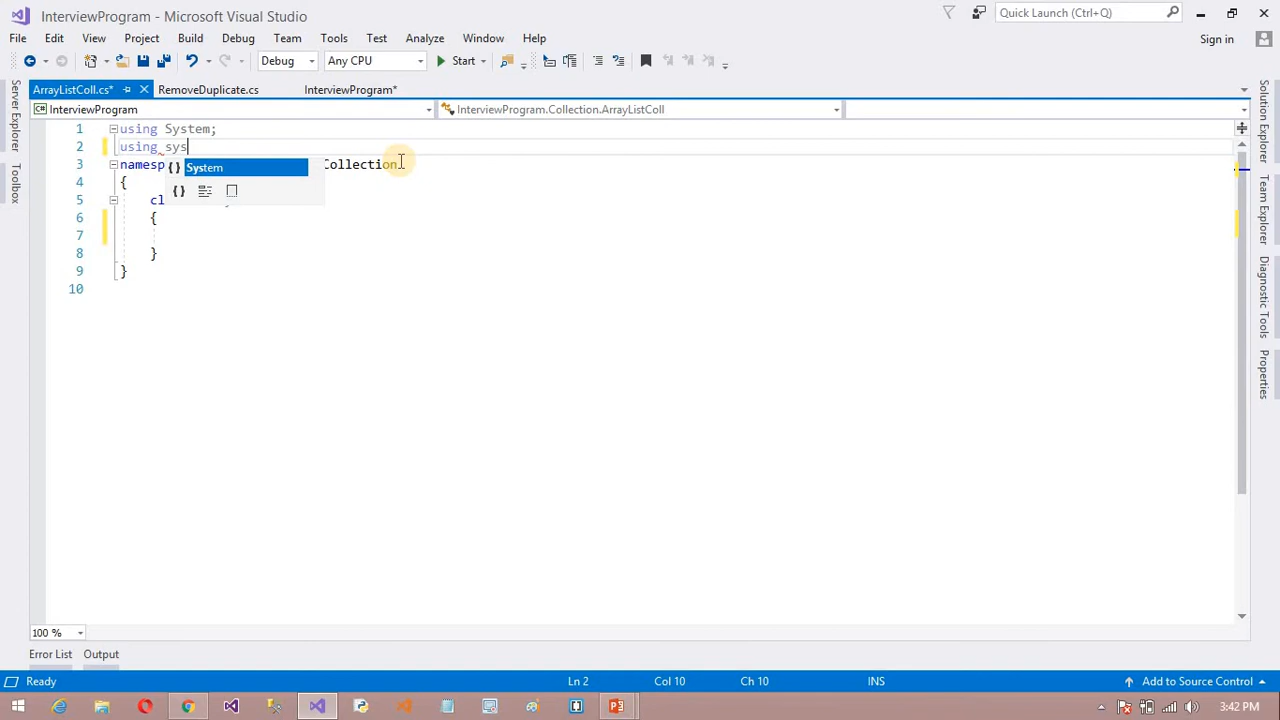 InterviewProgram - Microsoft Visual Studio
Quick Launch (Ctrl+Q)
File Edit View Project Build Debug Team Tools Test Analyze Window Help
Sign in
Debug Any CPU Start
ArrayListColl.cs* RemoveDuplicate.cs InterviewProgram*
InterviewProgram InterviewProgram.Collection.ArrayListColl
Server Explorer
Toolbox
1 using System;
2 using sys
System
3 namesp Collection
4 {
5 cl
6 {
7
8 }
9 }
10
Solution Explorer
Team Explorer
Diagnostic Tools
Properties
100 %
Error List Output
Ready Ln 2 Col 10 Ch 10 INS Add to Source Control
3:42 PM